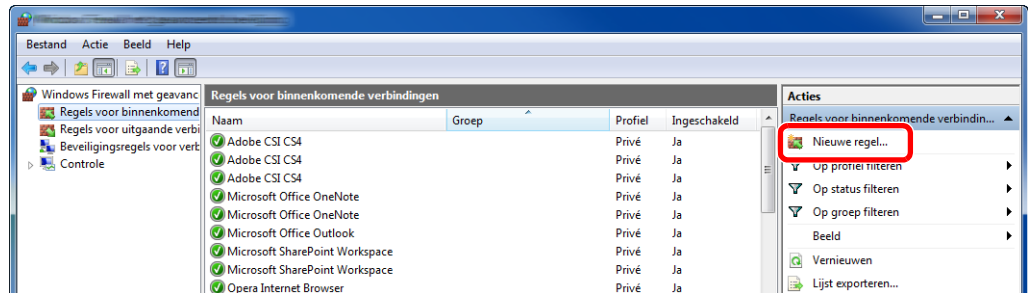 Bestand Actie Beeld Help
Windows Firewall met geavanc
Regels voor binnenkomend
Regels voor uitgaande verbi
Beveiligingsregels voor verb
Controle
Regels voor binnenkomende verbindingen
Naam Groep Profiel Ingeschakeld
Adobe CSI CS4 Privé Ja
Adobe CSI CS4 Privé Ja
Adobe CSI CS4 Privé Ja
Microsoft Office OneNote Privé Ja
Microsoft Office OneNote Privé Ja
Microsoft Office Outlook Privé Ja
Microsoft SharePoint Workspace Privé Ja
Microsoft SharePoint Workspace Privé Ja
Opera Internet Browser Privé Ja
Acties
Regels voor binnenkomende verbindin...
Nieuwe regel...
Op profiel filteren
Op status filteren
Op groep filteren
Beeld
Vernieuwen
Lijst exporteren...